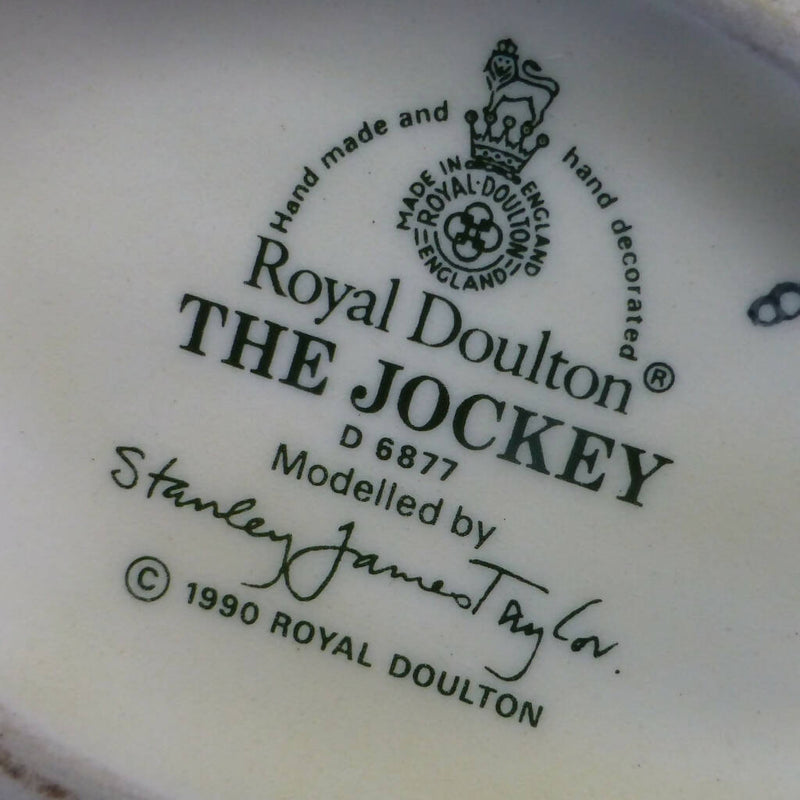 Hand made and hand decorated
MADE IN ENGLAND
ROYAL·DOULTON
ENGLAND
Royal Doulton ®
THE JOCKEY
D 6877
Modelled by
Stanley James Taylor.
© 1990 ROYAL DOULTON
8